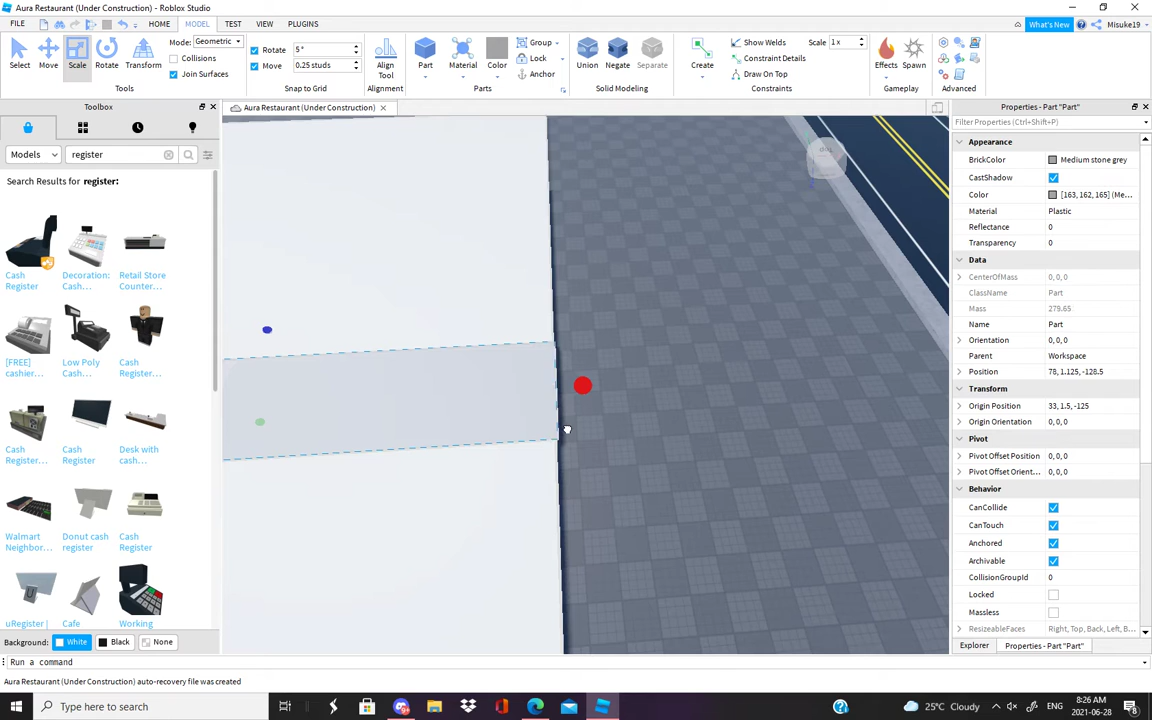 Aura Restaurant (Under Construction) - Roblox Studio
FILE
HOME
MODEL
TEST
VIEW
PLUGINS
What's New
Misuke19
Select
Move
Scale
Rotate
Transform
Mode: Geometric
Collisions
Join Surfaces
Tools
Rotate 5 °
Move 0.25 studs
Snap to Grid
Align
Tool
Alignment
Part
Material
Color
Group
Lock
Anchor
Parts
Union
Negate
Separate
Solid Modeling
Create
Show Welds
Constraint Details
Draw On Top
Scale 1 x
Constraints
Effects
Spawn
Gameplay
Advanced
Toolbox
Aura Restaurant (Under Construction)
Models
register
Search Results for register:
Cash
Register
Decoration:
Cash...
Retail Store
Counter...
[FREE]
cashier...
Low Poly
Cash...
Cash
Register...
Cash
Register...
Cash
Register
Desk with
cash...
Walmart
Neighbor...
Donut cash
register
Cash
Register
uRegister |
Cafe
Working
Background: White Black None
Run a command
Aura Restaurant (Under Construction) auto-recovery file was created
Properties - Part "Part"
Filter Properties (Ctrl+Shift+P)
Appearance
BrickColor Medium stone grey
CastShadow
Color [163, 162, 165] (Me...
Material Plastic
Reflectance 0
Transparency 0
Data
CenterOfMass 0, 0, 0
ClassName Part
Mass 279.65
Name Part
Orientation 0, 0, 0
Parent Workspace
Position 78, 1.125, -128.5
Transform
Origin Position 33, 1.5, -125
Origin Orientation 0, 0, 0
Pivot
Pivot Offset Position 0, 0, 0
Pivot Offset Orient... 0, 0, 0
Behavior
CanCollide
CanTouch
Anchored
Archivable
CollisionGroupId 0
Locked
Massless
ResizeableFaces Right, Top, Back, Left, B...
Explorer
Properties - Part "Part"
Type here to search
25°C Cloudy
ENG
8:26 AM
2021-06-28